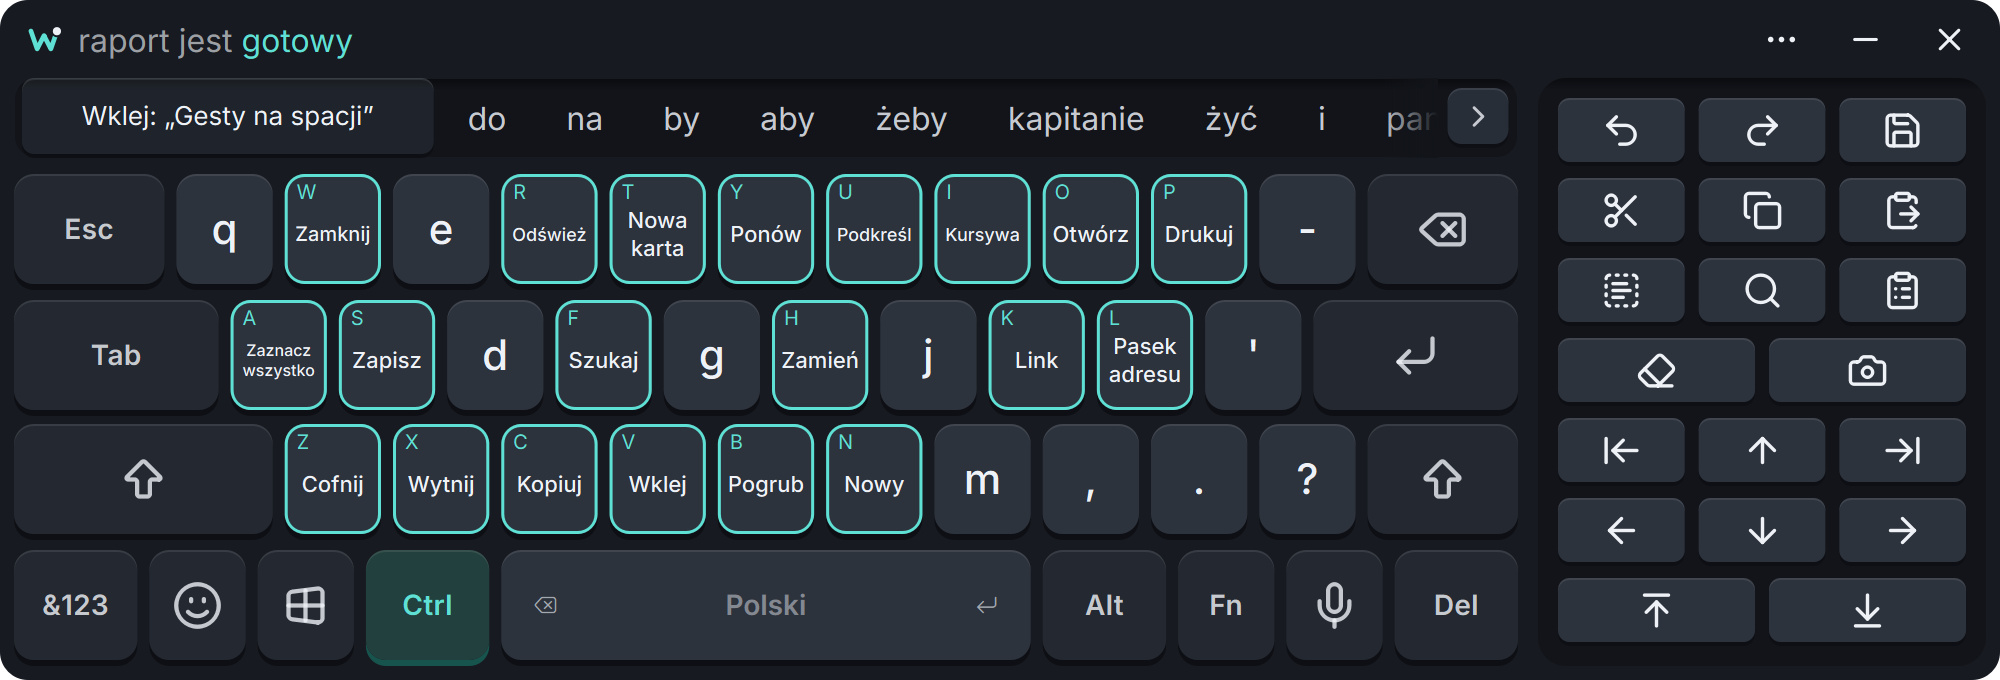 raport jest gotowy
Wklej: „Gesty na spacji” do na by aby żeby kapitanie żyć i
Esc q W Zamknij e R Odśwież T Nowa karta Y Ponów U Podkreśl I Kursywa O Otwórz P Drukuj -
Tab A Zaznacz wszystko S Zapisz d F Szukaj g H Zamień j K Link L Pasek adresu '
Z Cofnij X Wytnij C Kopiuj V Wklej B Pogrub N Nowy m , . ?
&123 Ctrl Polski Alt Fn Del